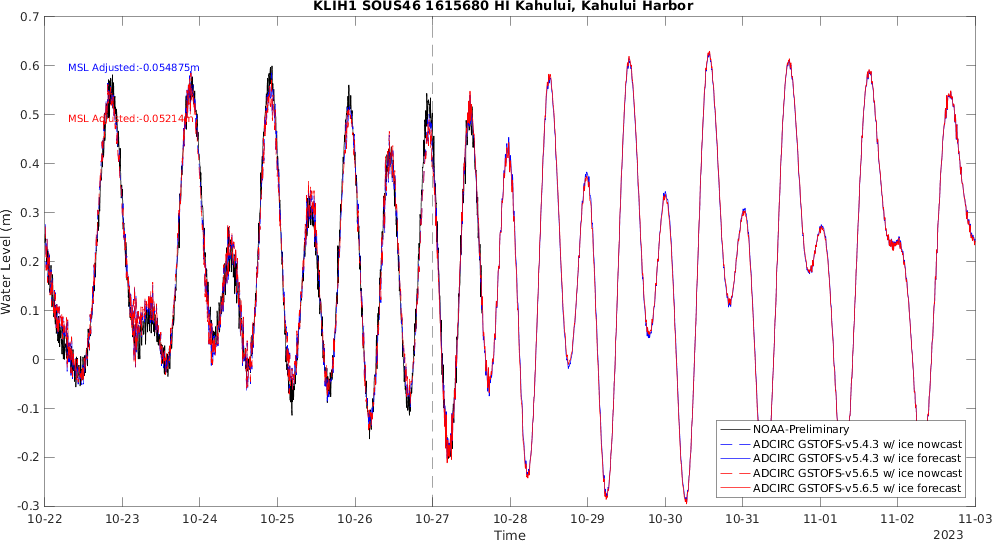 KLIH1 SOUS46 1615680 HI Kahului, Kahului Harbor
0.7
0.6
0.5
0.4
0.3
0.2
0.1
0
-0.1
-0.2
-0.3
Water Level (m)
MSL Adjusted:-0.054875m
MSL Adjusted:-0.05214m
NOAA-Preliminary
ADCIRC GSTOFS-v5.4.3 w/ ice nowcast
ADCIRC GSTOFS-v5.4.3 w/ ice forecast
ADCIRC GSTOFS-v5.6.5 w/ ice nowcast
ADCIRC GSTOFS-v5.6.5 w/ ice forecast
10-22 10-23 10-24 10-25 10-26 10-27 10-28 10-29 10-30 10-31 11-01 11-02 11-03
Time
2023